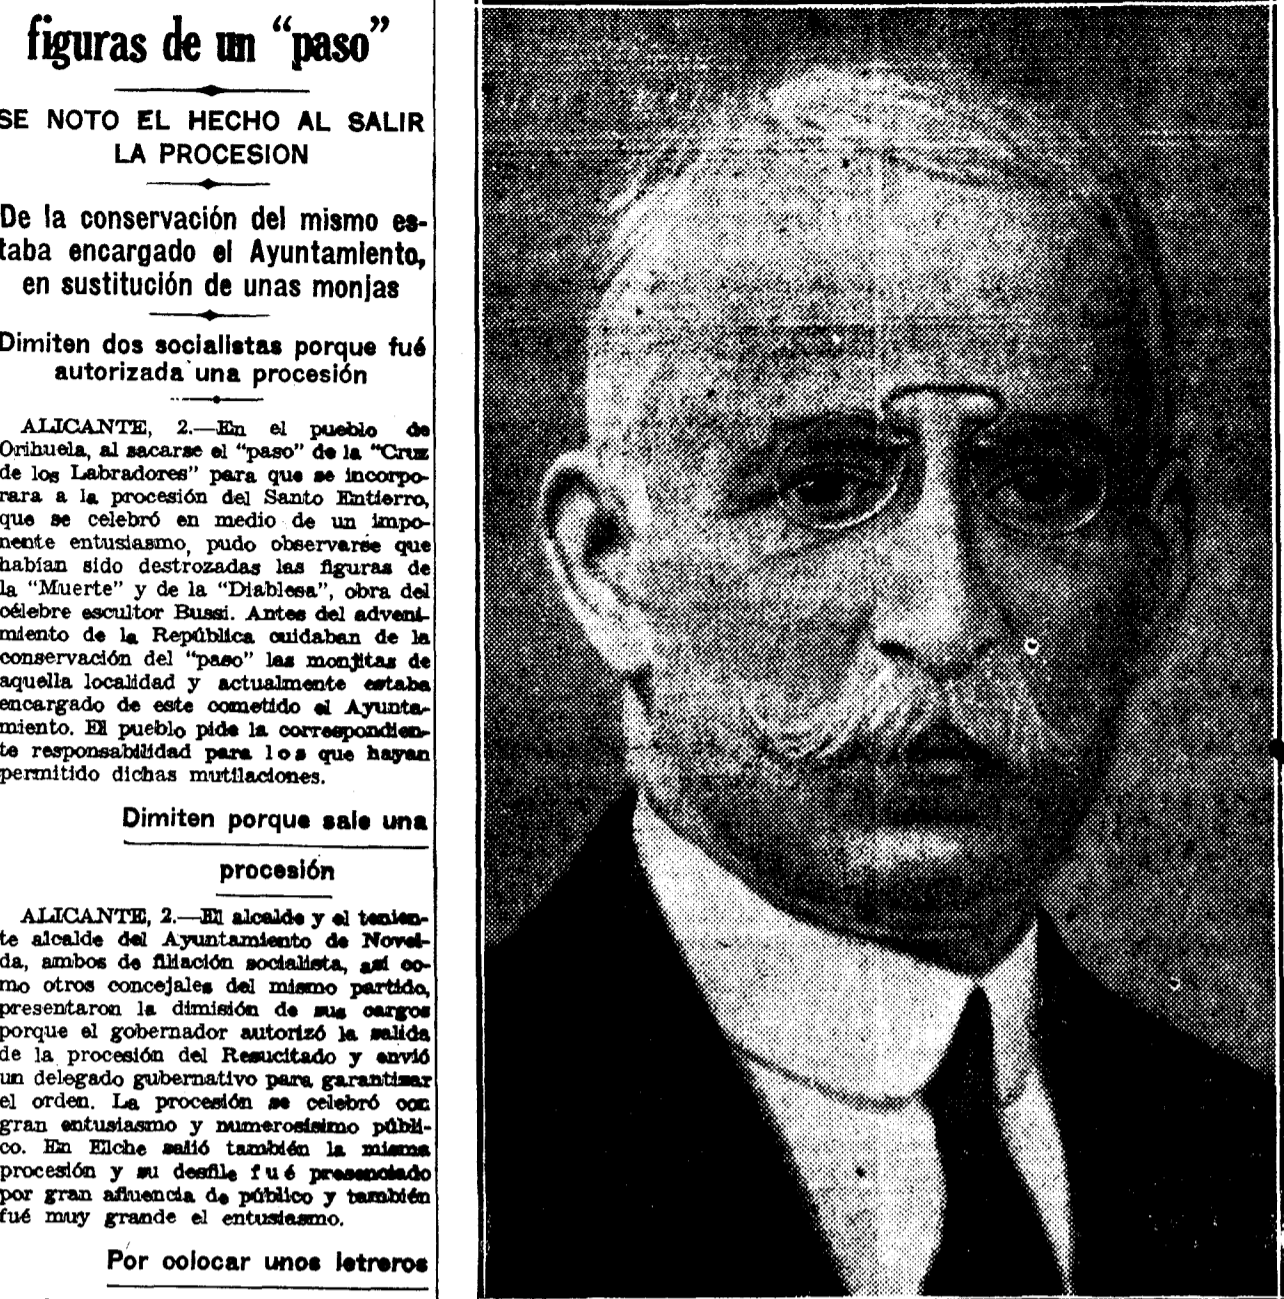 figuras de un "paso"
SE NOTO EL HECHO AL SALIR
LA PROCESION
De la conservación del mismo es-
taba encargado el Ayuntamiento,
en sustitución de unas monjas
Dimiten dos socialistas porque fué
autorizada una procesión
ALICANTE, 2.—En el pueblo de
Orihuela, al sacarse el "paso" de la "Cruz
de los Labradores" para que se incorpo-
rara a la procesión del Santo Entierro,
que se celebró en medio de un impo-
nente entusiasmo, pudo observarse que
habían sido destrozadas las figuras de
la "Muerte" y de la "Diablesa", obra del
célebre escultor Bussi. Antes del adveni-
miento de la República cuidaban de la
conservación del "paso" las monjitas de
aquella localidad y actualmente estaba
encargado de este cometido el Ayunta-
miento. El pueblo pide la correspondien-
te responsabilidad para los que hayan
permitido dichas mutilaciones.
Dimiten porque sale una
procesión
ALICANTE, 2.—El alcalde y el tenien-
te alcalde del Ayuntamiento de Novel-
da, ambos de filiación socialista, así co-
mo otros concejales del mismo partido,
presentaron la dimisión de sus cargos
porque el gobernador autorizó la salida
de la procesión del Resucitado y envió
un delegado gubernativo para garantizar
el orden. La procesión se celebró con
gran entusiasmo y numerosísimo públi-
co. En Elche salió también la misma
procesión y su desfile fué presenciado
por gran afluencia de público y también
fué muy grande el entusiasmo.
Por colocar unos letreros